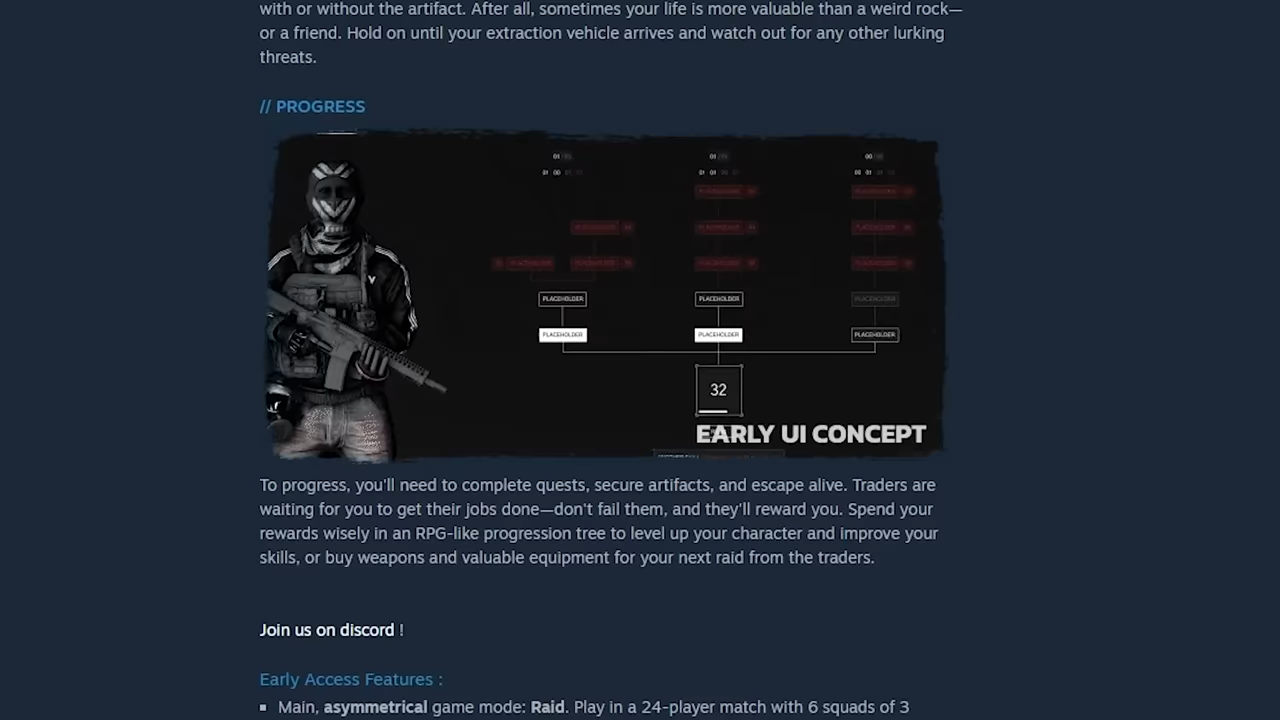 with or without the artifact. After all, sometimes your life is more valuable than a weird rock—
or a friend. Hold on until your extraction vehicle arrives and watch out for any other lurking
threats.
// PROGRESS
PLACEHOLDER PLACEHOLDER PLACEHOLDER
PLACEHOLDER PLACEHOLDER PLACEHOLDER
32
EARLY UI CONCEPT
To progress, you'll need to complete quests, secure artifacts, and escape alive. Traders are
waiting for you to get their jobs done—don't fail them, and they'll reward you. Spend your
rewards wisely in an RPG-like progression tree to level up your character and improve your
skills, or buy weapons and valuable equipment for your next raid from the traders.
Join us on discord !
Early Access Features :
▪ Main, asymmetrical game mode: Raid. Play in a 24-player match with 6 squads of 3